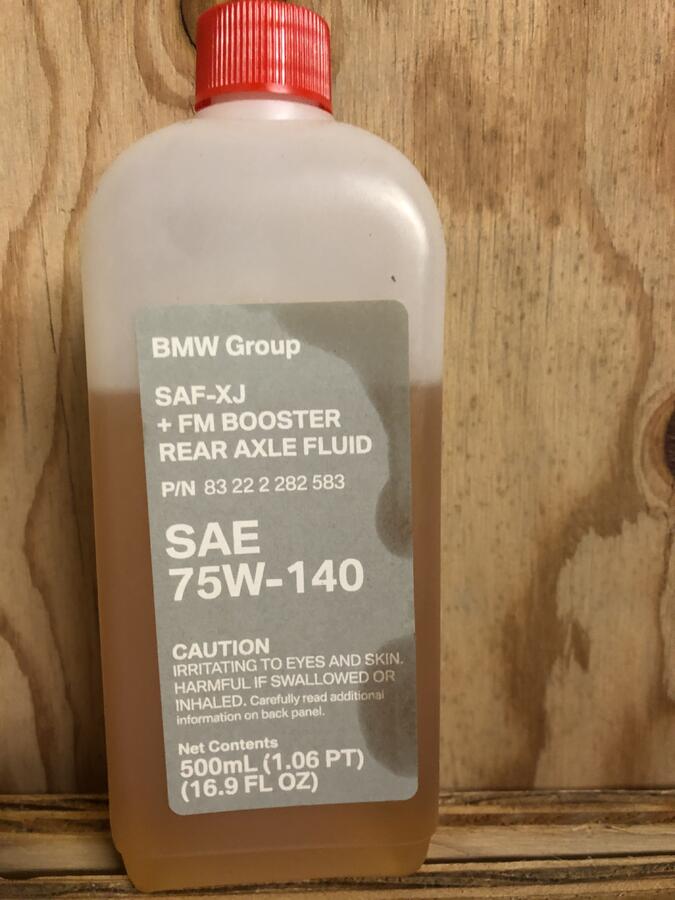 BMW Group
SAF-XJ
+ FM BOOSTER
REAR AXLE FLUID
P/N 83 22 2 282 583
SAE
75W-140
CAUTION
IRRITATING TO EYES AND SKIN.
HARMFUL IF SWALLOWED OR
INHALED. Carefully read additional
information on back panel.
Net Contents
500mL (1.06 PT)
(16.9 FL OZ)